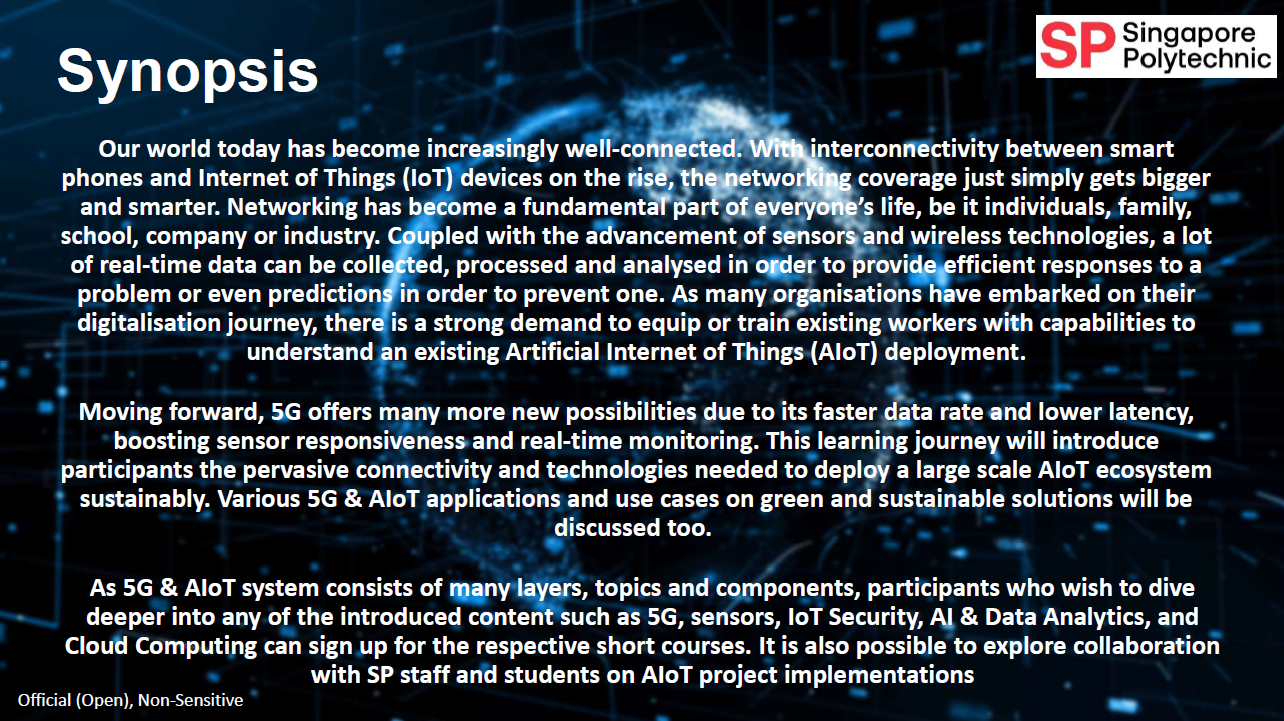 Synopsis
SP Singapore
Polytechnic
Our world today has become increasingly well-connected. With interconnectivity between smart
phones and Internet of Things (IoT) devices on the rise, the networking coverage just simply gets bigger
and smarter. Networking has become a fundamental part of everyone’s life, be it individuals, family,
school, company or industry. Coupled with the advancement of sensors and wireless technologies, a lot
of real-time data can be collected, processed and analysed in order to provide efficient responses to a
problem or even predictions in order to prevent one. As many organisations have embarked on their
digitalisation journey, there is a strong demand to equip or train existing workers with capabilities to
understand an existing Artificial Internet of Things (AIoT) deployment.
Moving forward, 5G offers many more new possibilities due to its faster data rate and lower latency,
boosting sensor responsiveness and real-time monitoring. This learning journey will introduce
participants the pervasive connectivity and technologies needed to deploy a large scale AIoT ecosystem
sustainably. Various 5G & AIoT applications and use cases on green and sustainable solutions will be
discussed too.
As 5G & AIoT system consists of many layers, topics and components, participants who wish to dive
deeper into any of the introduced content such as 5G, sensors, IoT Security, AI & Data Analytics, and
Cloud Computing can sign up for the respective short courses. It is also possible to explore collaboration
with SP staff and students on AIoT project implementations
Official (Open), Non-Sensitive